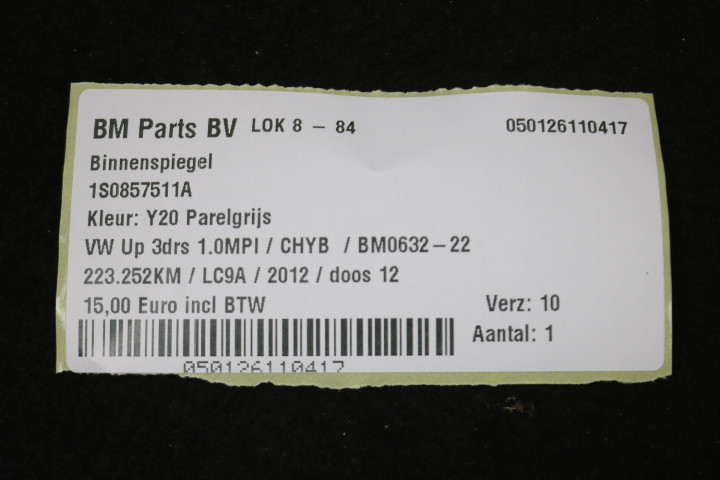 BM Parts BV LOK 8 - 84 050126110417
Binnenspiegel
1S0857511A
Kleur: Y20 Parelgrijs
VW Up 3drs 1.0MPI / CHYB / BM0632-22
223.252KM / LC9A / 2012 / doos 12
15,00 Euro incl BTW Verz: 10
Aantal: 1
050126110417